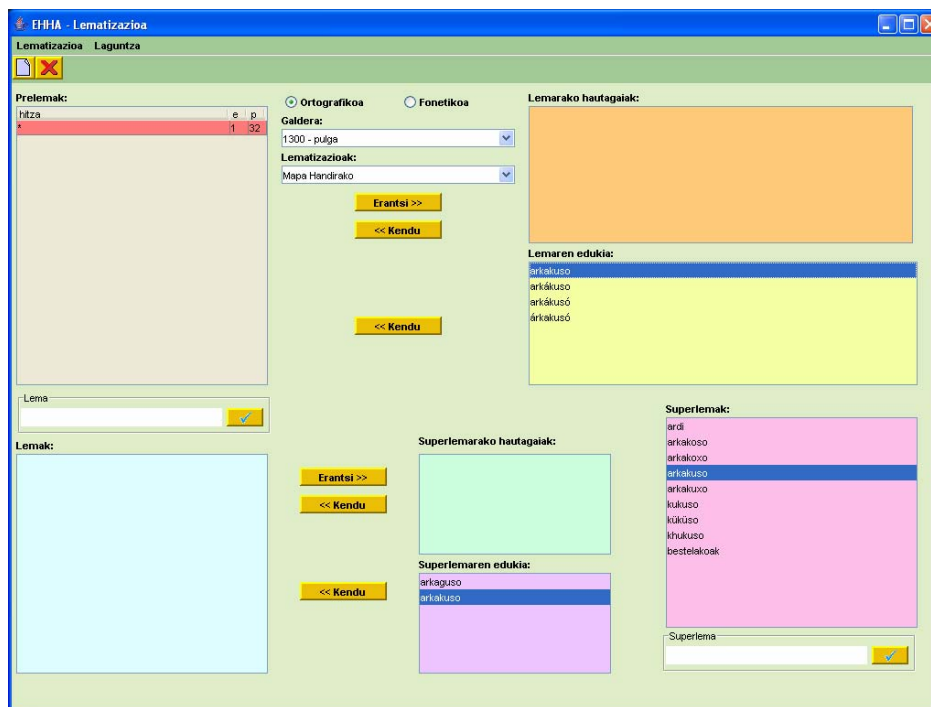 EHHA - Lematizazioa
Lematizazioa Laguntza
Prelemak:
hitza e p
* 1 32
Ortografikoa Fonetikoa
Galdera:
1300 - pulga
Lematizazioak:
Mapa Handirako
Erantsi >>
<< Kendu
<< Kendu
Lemarako hautagaiak:
Lemaren edukia:
arkakuso
arkákuso
arkákusó
árkakusó
Lema
Lemak:
Erantsi >>
<< Kendu
<< Kendu
Superlemarako hautagaiak:
Superlemaren edukia:
arkaguso
arkakuso
Superlemak:
ardi
arkakoso
arkakoxo
arkakuso
arkakuxo
kukuso
küküso
khukuso
bestelakoak
Superlema